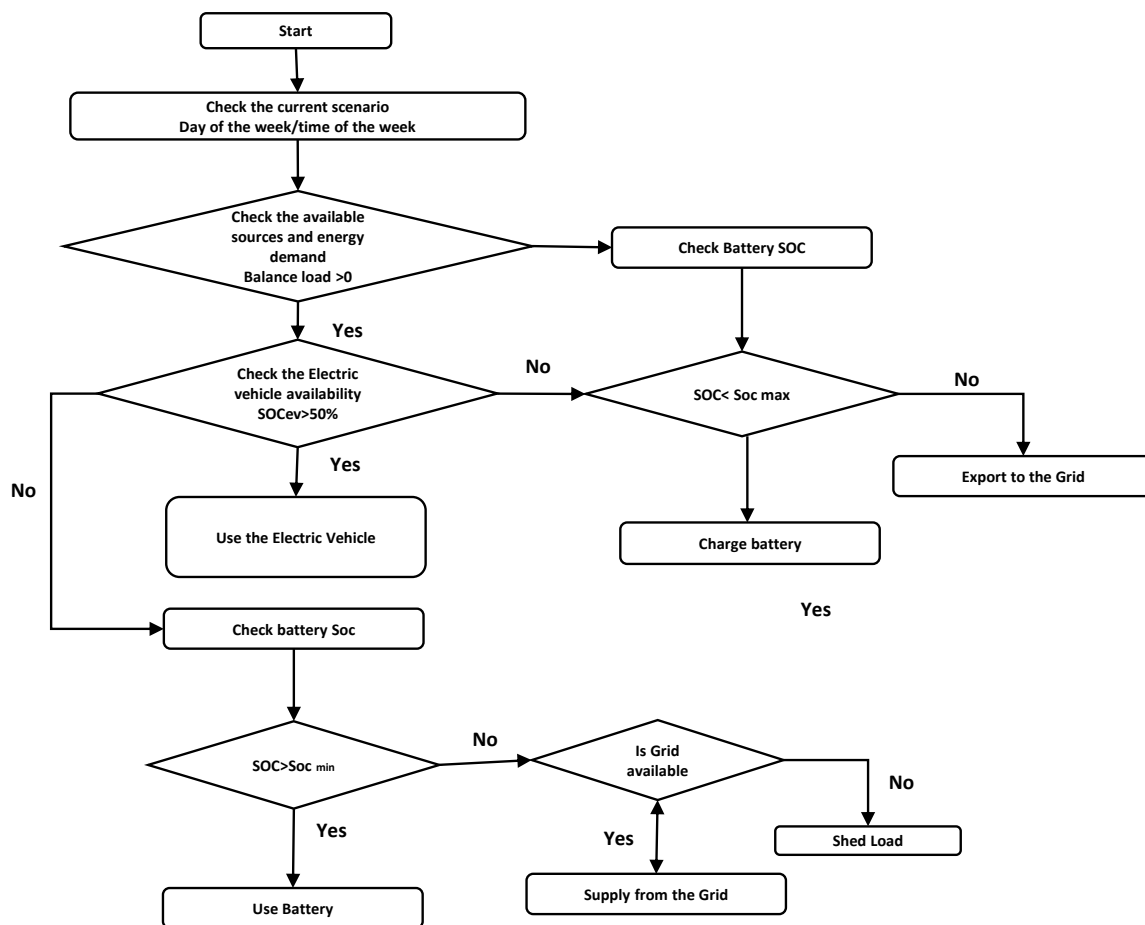 Start
Check the current scenario
Day of the week/time of the week
Check the available
sources and energy
demand
Balance load >0
Check Battery SOC
Yes
Check the Electric
vehicle availability
SOCev>50%
No
SOC< Soc max
No
Yes
No
Export to the Grid
Use the Electric Vehicle
Charge battery
Yes
Check battery Soc
SOC>Soc min
No
Is Grid
available
No
Yes
Yes
Shed Load
Use Battery
Supply from the Grid